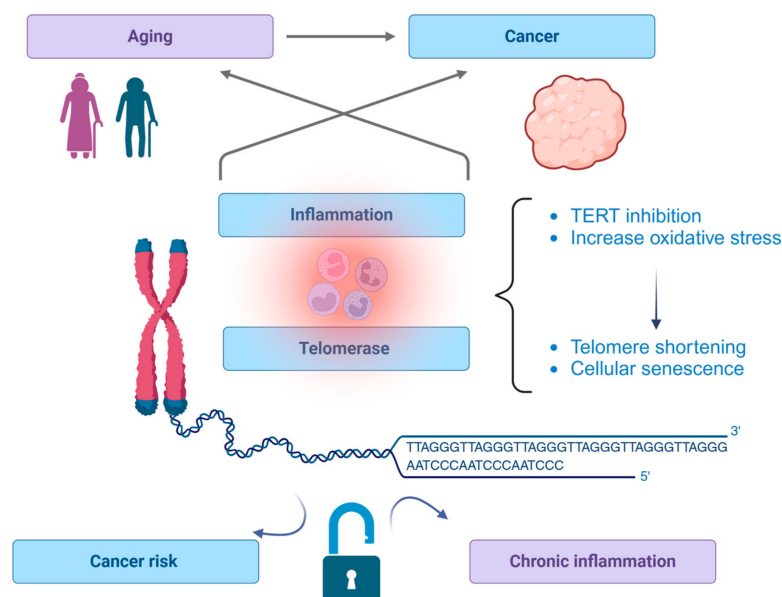 Aging
Cancer
Inflammation
• TERT inhibition
• Increase oxidative stress
Telomerase
• Telomere shortening
• Cellular senescence
3'
TTAGGGTTAGGGTTAGGGTTAGGGTTAGGGTTAGGG
AATCCCAATCCCAATCCC
5'
Cancer risk
Chronic inflammation